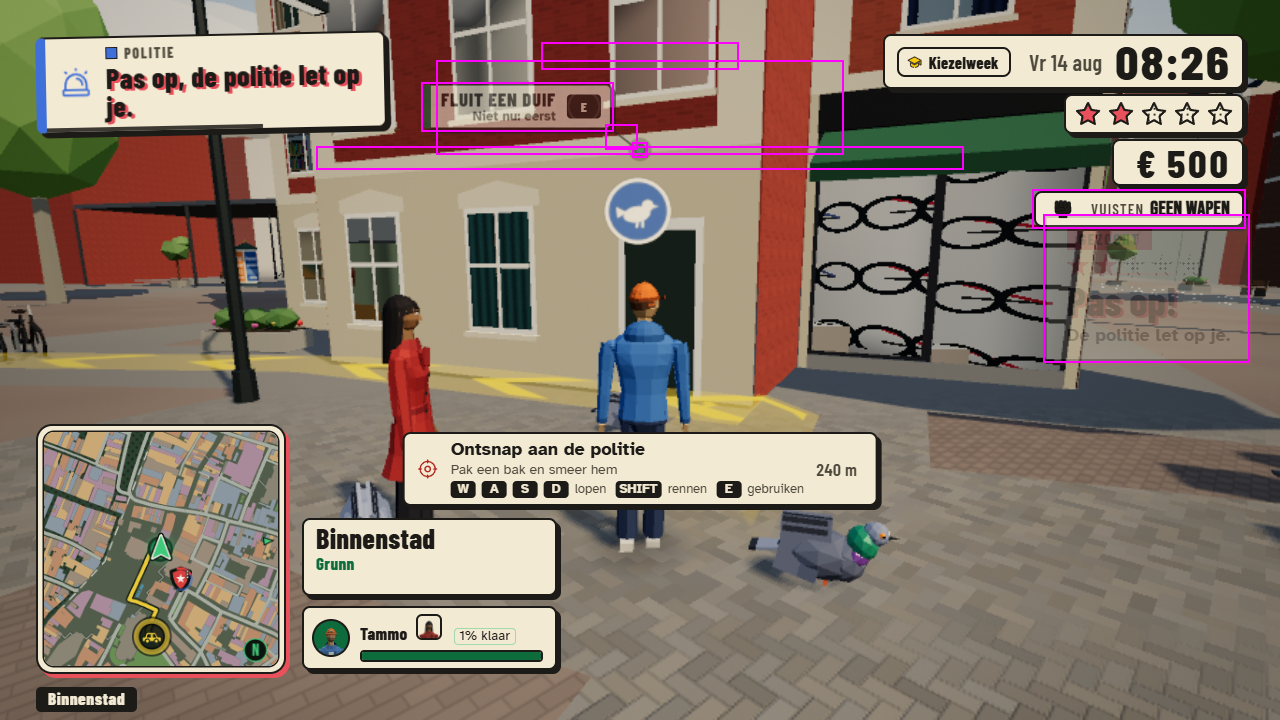 POLITIE
Pas op, de politie let op
je.
FLUIT EEN DUIF
Niet nu: eerst
E
Kiezelweek
Vr 14 aug
08:26
€ 500
VUISTEN GEEN WAPEN
GEZOCHT
Pas op!
De politie let op je.
Ontsnap aan de politie
Pak een bak en smeer hem
240 m
W A S D lopen SHIFT rennen E gebruiken
Binnenstad
Grunn
Tammo
1% klaar
N
Binnenstad